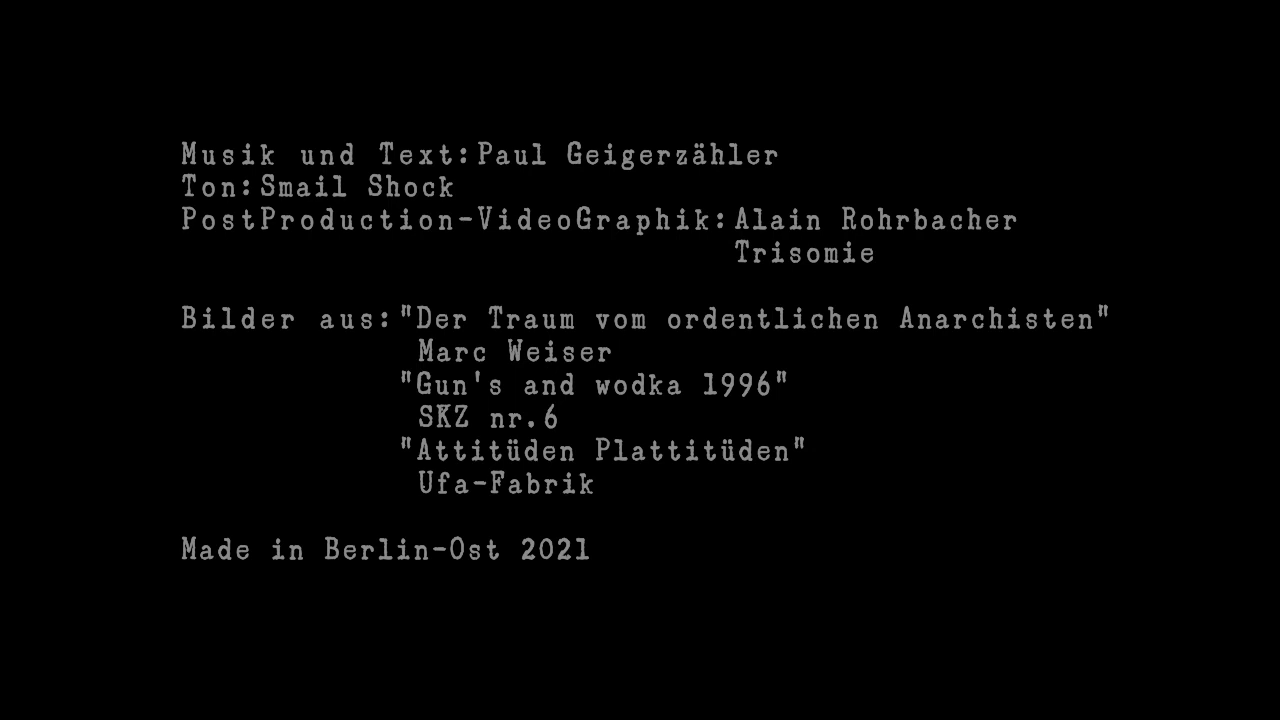 Musik und Text:Paul Geigerzähler
Ton:Smail Shock
PostProduction-VideoGraphik:Alain Rohrbacher
Trisomie
Bilder aus:"Der Traum vom ordentlichen Anarchisten"
Marc Weiser
"Gun's and wodka 1996"
SKZ nr.6
"Attitüden Plattitüden"
Ufa-Fabrik
Made in Berlin-Ost 2021